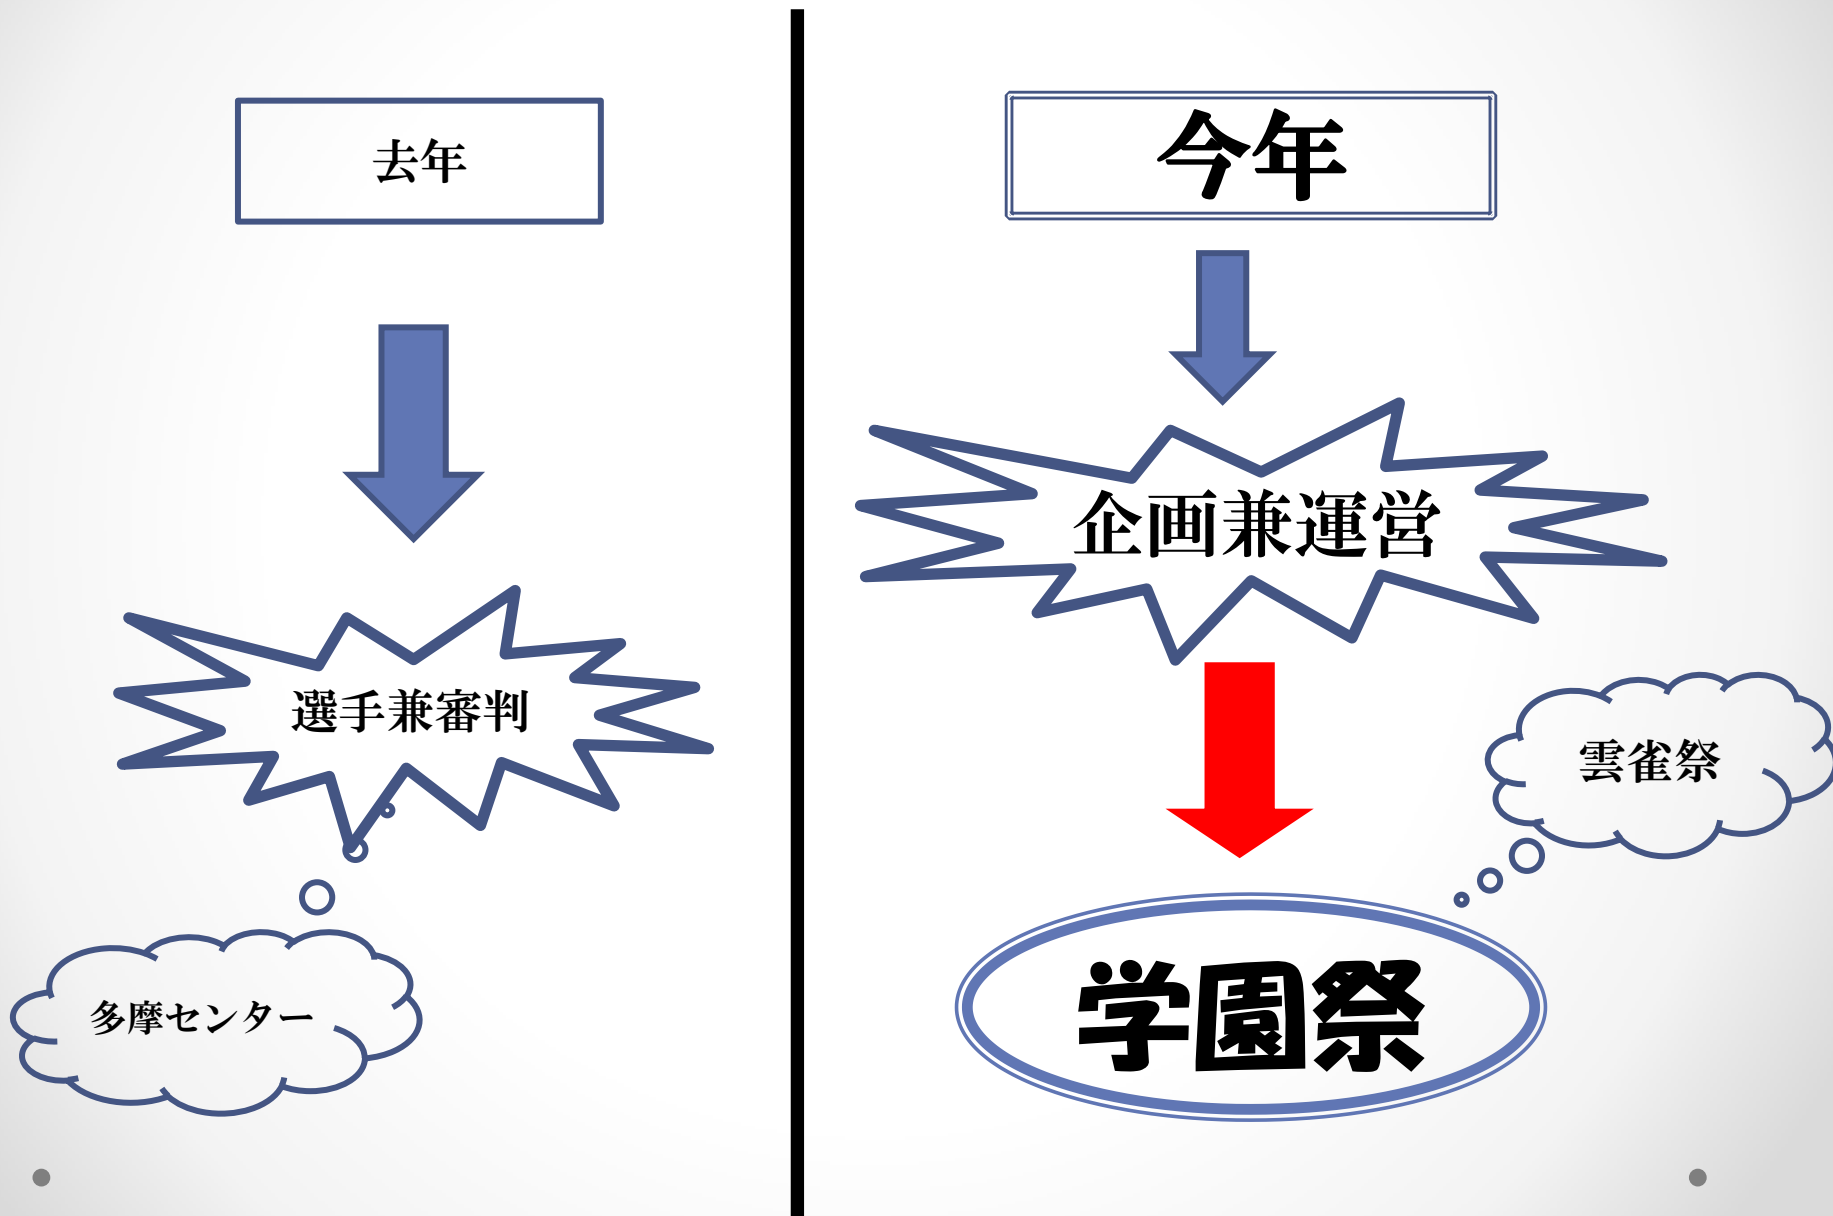 去年
選手兼審判
多摩センター
今年
企画兼運営
雲雀祭
学園祭